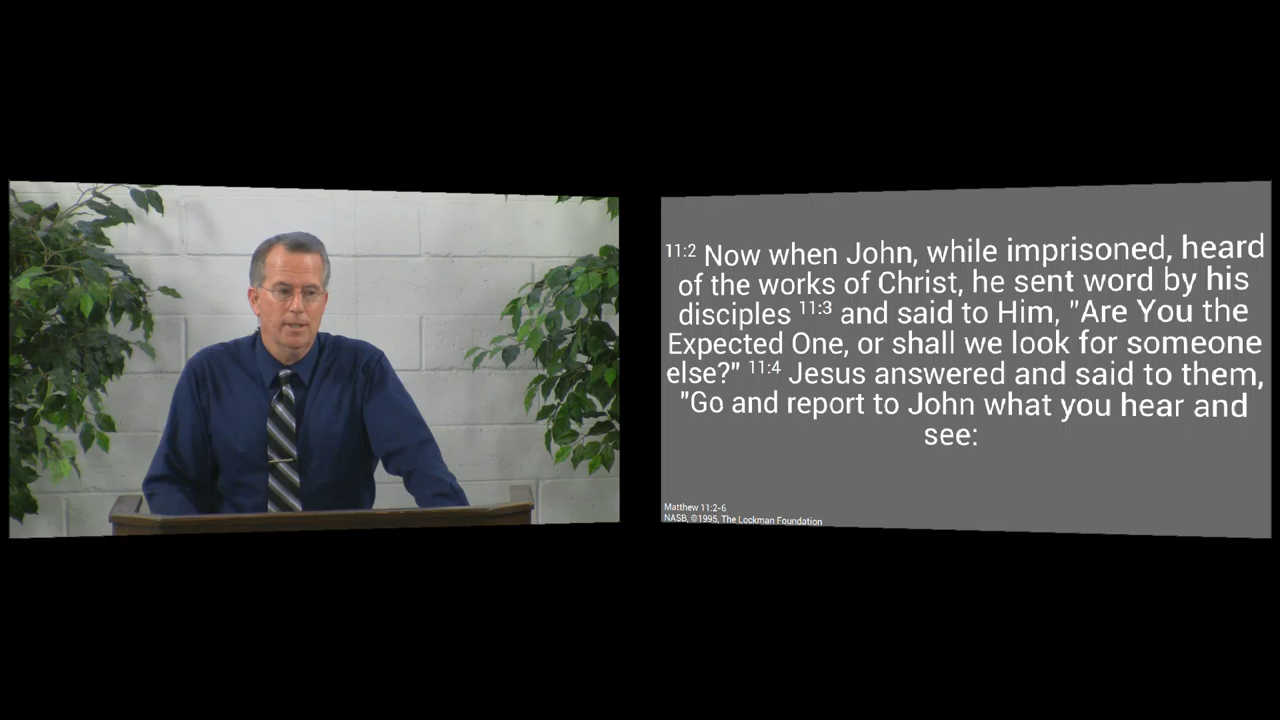 11:2 Now when John, while imprisoned, heard
of the works of Christ, he sent word by his
disciples 11:3 and said to Him, "Are You the
Expected One, or shall we look for someone
else?" 11:4 Jesus answered and said to them,
"Go and report to John what you hear and
see:
Matthew 11:2-6
NASB, ©1995, The Lockman Foundation